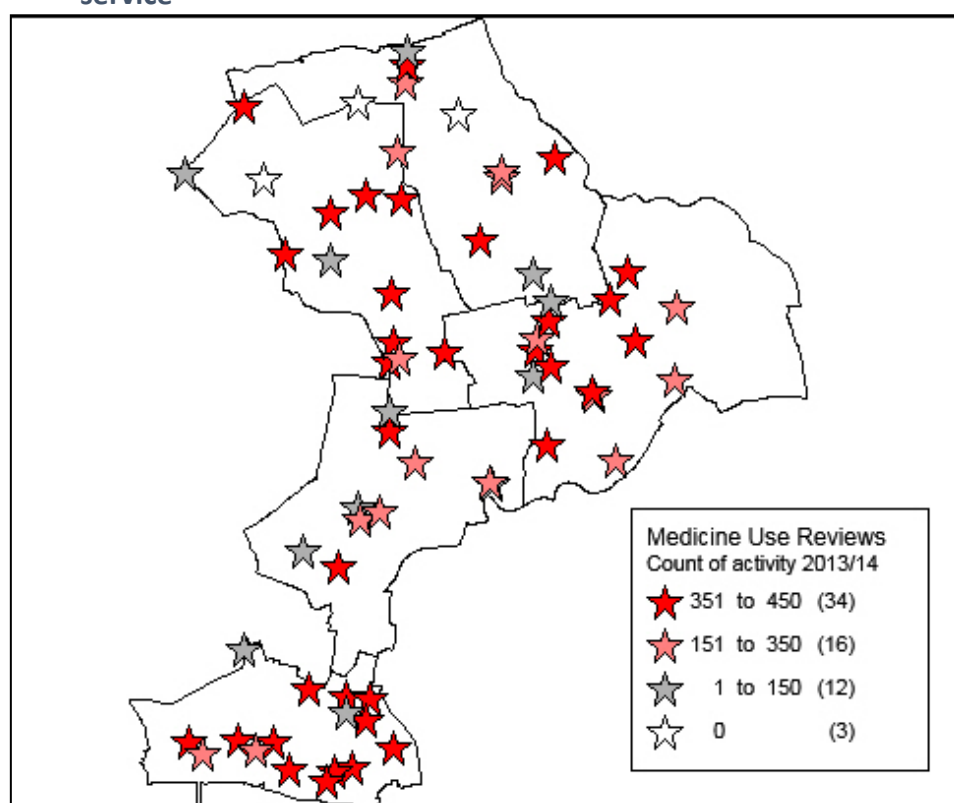 service
Medicine Use Reviews
Count of activity 2013/14
351 to 450 (34)
151 to 350 (16)
1 to 150 (12)
0 (3)